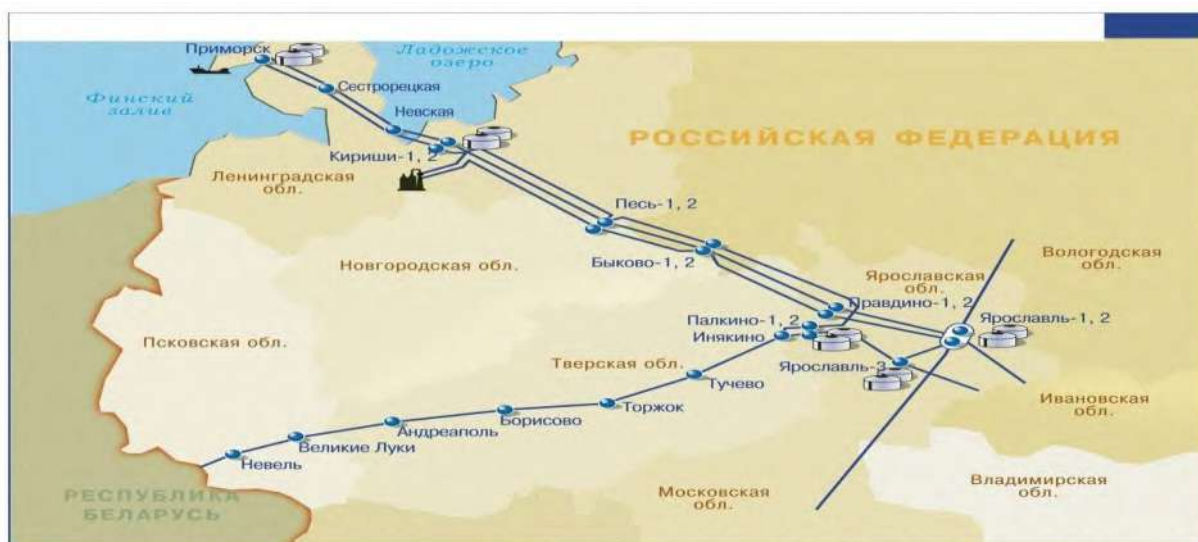 Приморск
Ладожское
озеро
Сестрорецкая
Финский
залив
Невская
РОССИЙСКАЯ ФЕДЕРАЦИЯ
Кириши-1, 2
Ленинградская
обл.
Песь-1, 2
Вологодская
обл.
Новгородская обл.
Быково-1, 2
Ярославская
обл.
Правдино-1, 2
Палкино-1, 2
Ярославль-1, 2
Инякино
Псковская обл.
Тверская обл.
Ярославль-3
Тучево
Ивановская
обл.
Торжок
Борисово
Андреаполь
Великие Луки
Невель
Владимирская
обл.
РЕСПУБЛИКА
БЕЛАРУСЬ
Московская
обл.